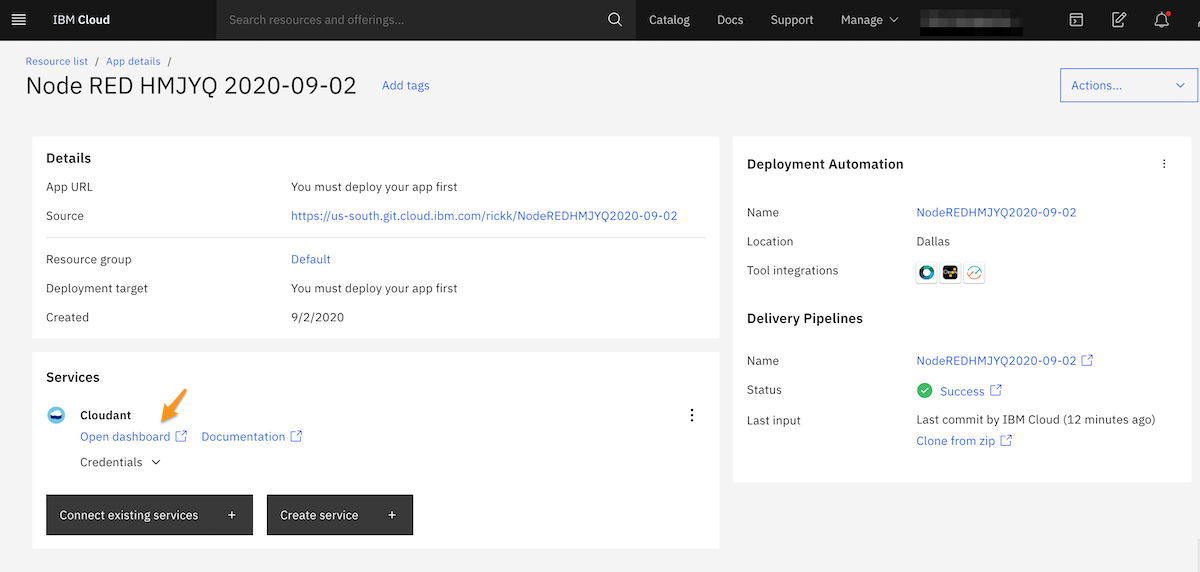 IBM Cloud
Search resources and offerings...
Catalog Docs Support Manage
Resource list / App details /
Node RED HMJYQ 2020-09-02 Add tags
Actions...
Details
App URL You must deploy your app first
Source https://us-south.git.cloud.ibm.com/rickk/NodeREDHMJYQ2020-09-02
Resource group Default
Deployment target You must deploy your app first
Created 9/2/2020
Services
Cloudant
Open dashboard Documentation
Credentials
Connect existing services +
Create service +
Deployment Automation
Name NodeREDHMJYQ2020-09-02
Location Dallas
Tool integrations
Delivery Pipelines
Name NodeREDHMJYQ2020-09-02
Status Success
Last input Last commit by IBM Cloud (12 minutes ago)
Clone from zip